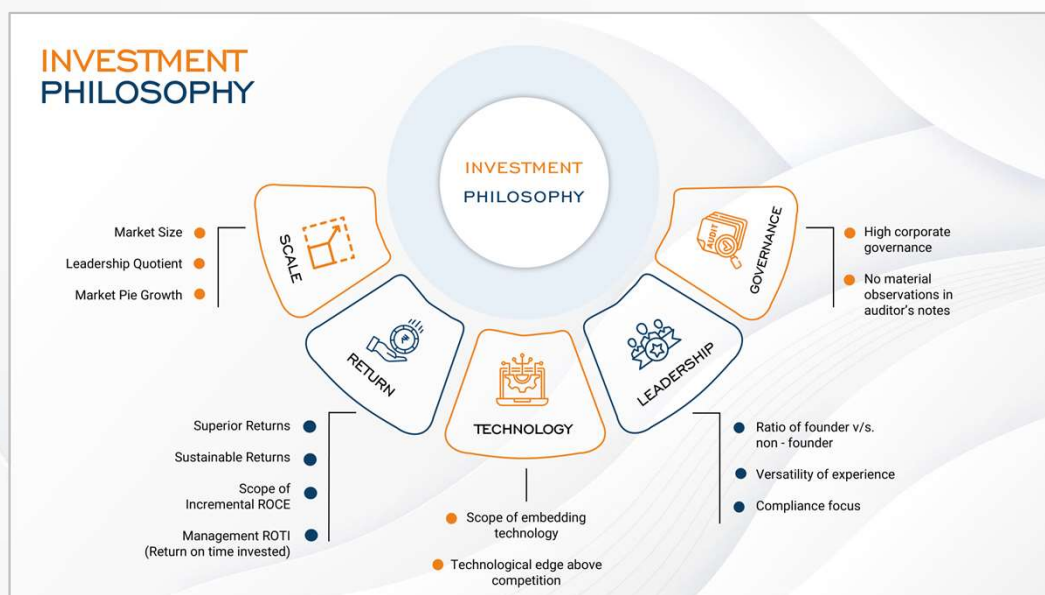 INVESTMENT
PHILOSOPHY
INVESTMENT
PHILOSOPHY
SCALE
Market Size
Leadership Quotient
Market Pie Growth
RETURN
Superior Returns
Sustainable Returns
Scope of
Incremental ROCE
Management ROTI
(Return on time invested)
TECHNOLOGY
Scope of embedding
technology
Technological edge above
competition
LEADERSHIP
Ratio of founder v/s.
non - founder
Versatility of experience
Compliance focus
AUDIT
GOVERNANCE
High corporate
governance
No material
observations in
auditor's notes